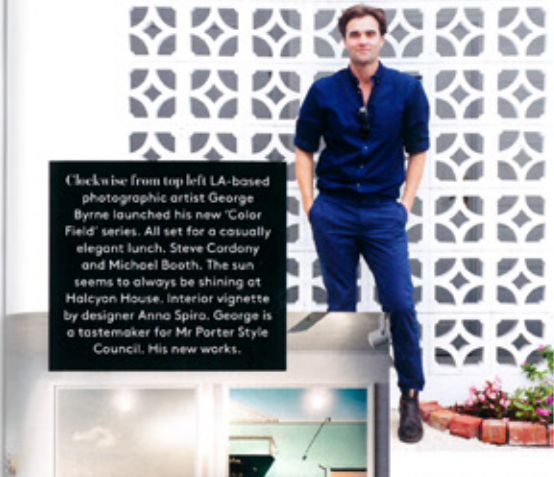 Clockwise from top left LA-based
photographic artist George
Byrne launched his new 'Color
Field' series. All set for a casually
elegant lunch. Steve Cordony
and Michael Booth. The sun
seems to always be shining at
Halcyon House. Interior vignette
by designer Anna Spiro. George is
a tastemaker for Mr Porter Style
Council. His new works.